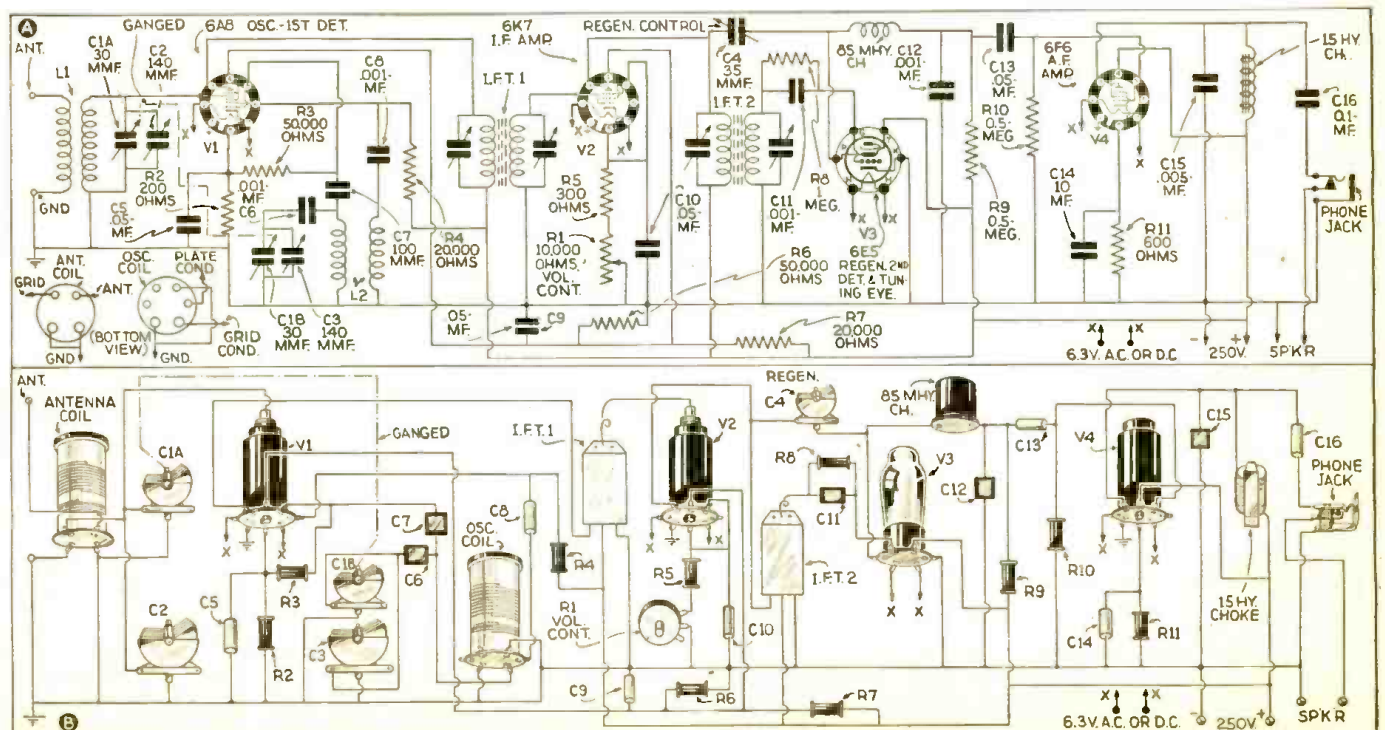 A
ANT.
L1
GND
C1A
30
MMF.
GANGED
C2
140
MMF.
6A8 OSC.-1ST DET.
V1
X
X
R3
50,000
OHMS
R2
200
OHMS
C5
.05-
MF.
.001-
MF.
C6
C8
.001-
MF.
C7
100
MMF.
R4
20,000
OHMS
L2
C1B
30
MMF.
C3
140
MMF.
ANT.
COIL
GRID
ANT.
GND
OSC.
COIL
PLATE
COND.
(BOTTOM
VIEW)
GND.
GRID
COND.
I.F.T. 1
6K7
I.F. AMP.
V2
X
X
R5
300
OHMS
R1
10,000
OHMS,
VOL.
CONT.
C10
.05-
MF.
.05-
MF.
C9
R6
50,000
OHMS
R7
20,000
OHMS
REGEN. CONTROL
C4
35
MMF.
I.F.T. 2
85 MHY.
CH.
C11
.001-
MF.
R8
1
MEG.
X
X
V3
6E5
REGEN. 2ND
DET. & TUN-
ING EYE.
C12
.001-
MF.
C13
.05-
MF.
R10
0.5-
MEG.
R9
0.5-
MEG.
6F6
A.F.
AMP.
X
X
V4
C14
10
MF.
R11
600
OHMS
C15
.005-
MF.
15 HY.
CH.
C16
0.1-
MF.
PHONE
JACK
X
X
6.3V. A.C. OR D.C.
- +
250V.
SPKR
B
ANT.
ANTENNA
COIL
C1A
C2
GANGED
V1
X
X
C5
R3
R2
C1B
C3
C7
C6
OSC.
COIL
C8
R4
I.F.T. 1
V2
X
X
R5
R1
VOL.
CONT.
C9
C10
R6
R7
REGEN.
C4
85 MHY.
CH.
R8
C11
I.F.T. 2
V3
X X
C12
C13
R9
R10
V4
X
X
C14
R11
C15
15 HY.
CHOKE
C16
PHONE
JACK
X
X
6.3V. A.C. OR D.C.
- +
250V.
SPKR